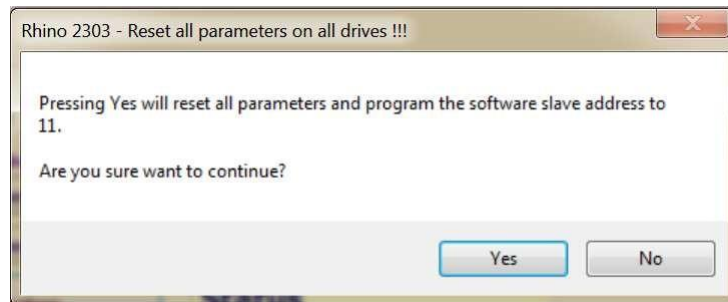 Rhino 2303 - Reset all parameters on all drives !!!
Pressing Yes will reset all parameters and program the software slave address to
11.
Are you sure want to continue?
Yes
No
Status